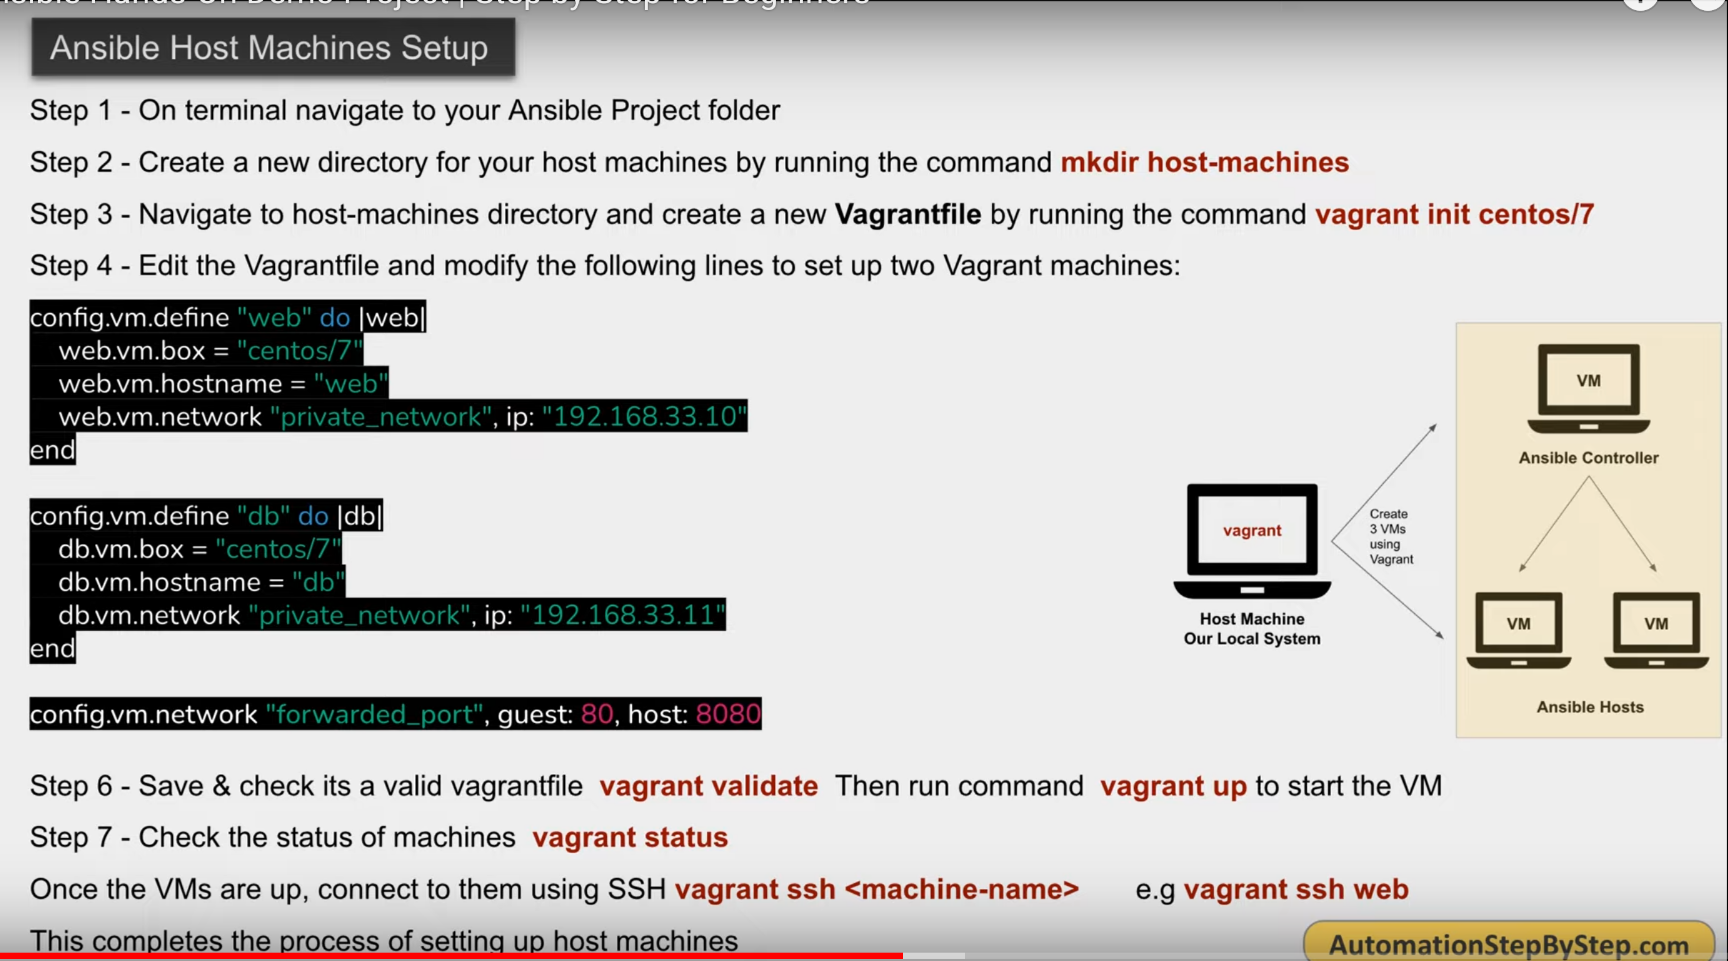 Ansible Hands-On Demo Project | Step by Step for Beginners
Ansible Host Machines Setup
Step 1 - On terminal navigate to your Ansible Project folder
Step 2 - Create a new directory for your host machines by running the command mkdir host-machines
Step 3 - Navigate to host-machines directory and create a new Vagrantfile by running the command vagrant init centos/7
Step 4 - Edit the Vagrantfile and modify the following lines to set up two Vagrant machines:
config.vm.define "web" do |web|
web.vm.box = "centos/7"
web.vm.hostname = "web"
web.vm.network "private_network", ip: "192.168.33.10"
end
config.vm.define "db" do |db|
db.vm.box = "centos/7"
db.vm.hostname = "db"
db.vm.network "private_network", ip: "192.168.33.11"
end
config.vm.network "forwarded_port", guest: 80, host: 8080
vagrant
Host Machine
Our Local System
Create
3 VMs
using
Vagrant
VM
Ansible Controller
VM
VM
Ansible Hosts
Step 6 - Save & check its a valid vagrantfile vagrant validate Then run command vagrant up to start the VM
Step 7 - Check the status of machines vagrant status
Once the VMs are up, connect to them using SSH vagrant ssh <machine-name> e.g vagrant ssh web
This completes the process of setting up host machines
AutomationStepByStep.com